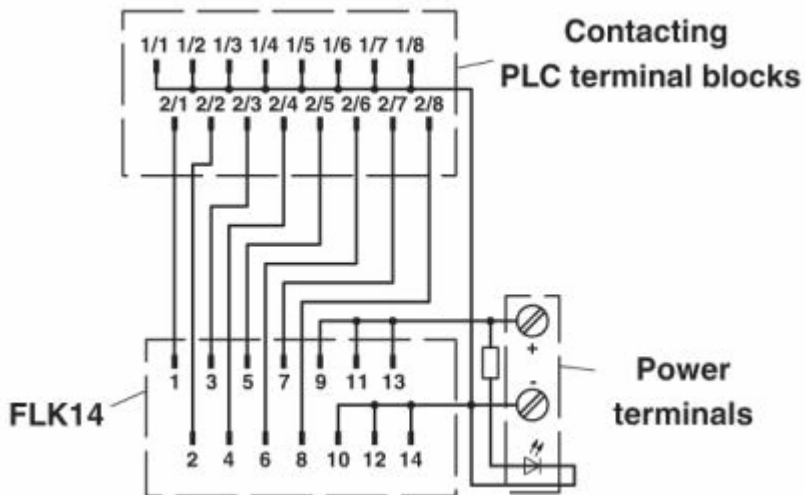 Contacting
PLC terminal blocks
1/1 1/2 1/3 1/4 1/5 1/6 1/7 1/8
2/1 2/2 2/3 2/4 2/5 2/6 2/7 2/8
+
-
1 3 5 7 9 11 13
Power
terminals
FLK14
2 4 6 8 10 12 14